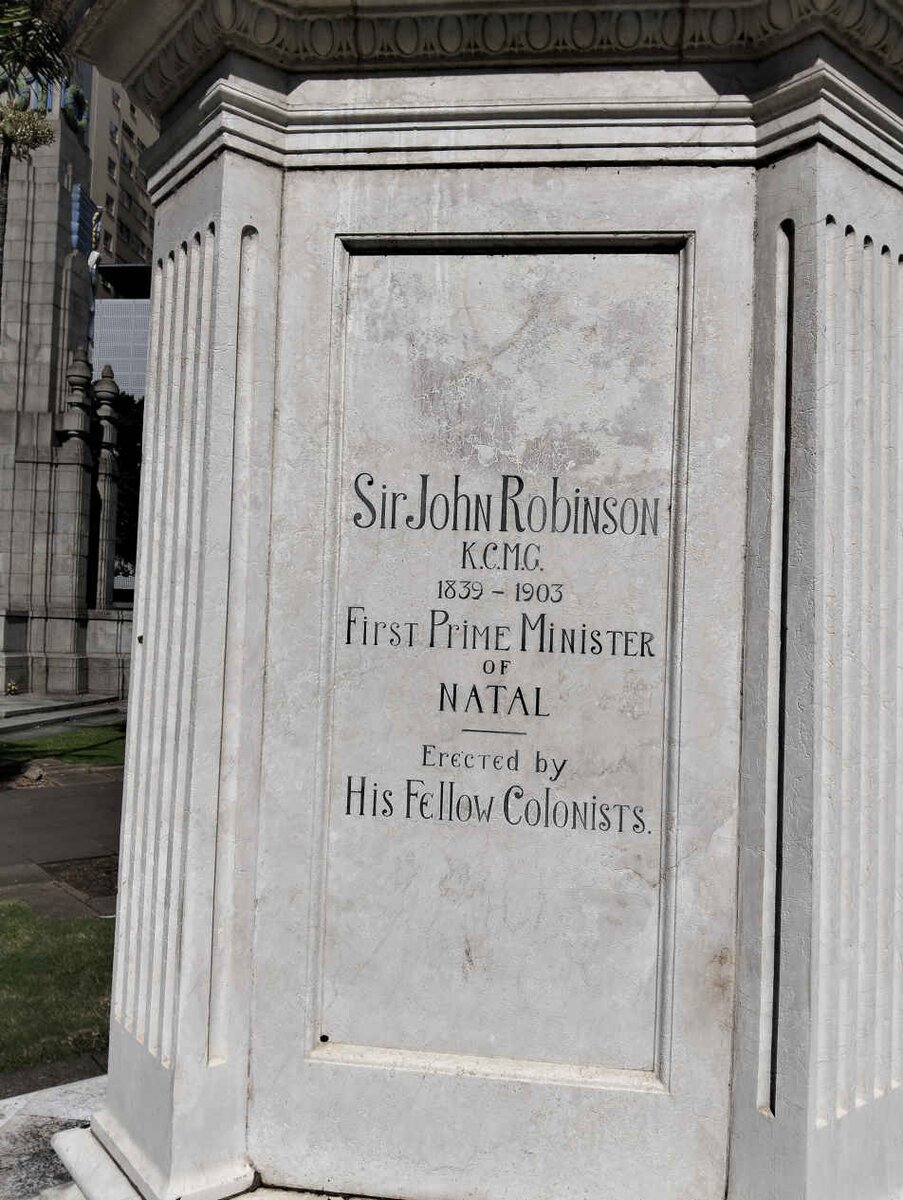 Sir John Robinson
K.C.M.G.
1839 – 1903
First Prime Minister
of
NATAL
Erected by
His Fellow Colonists.